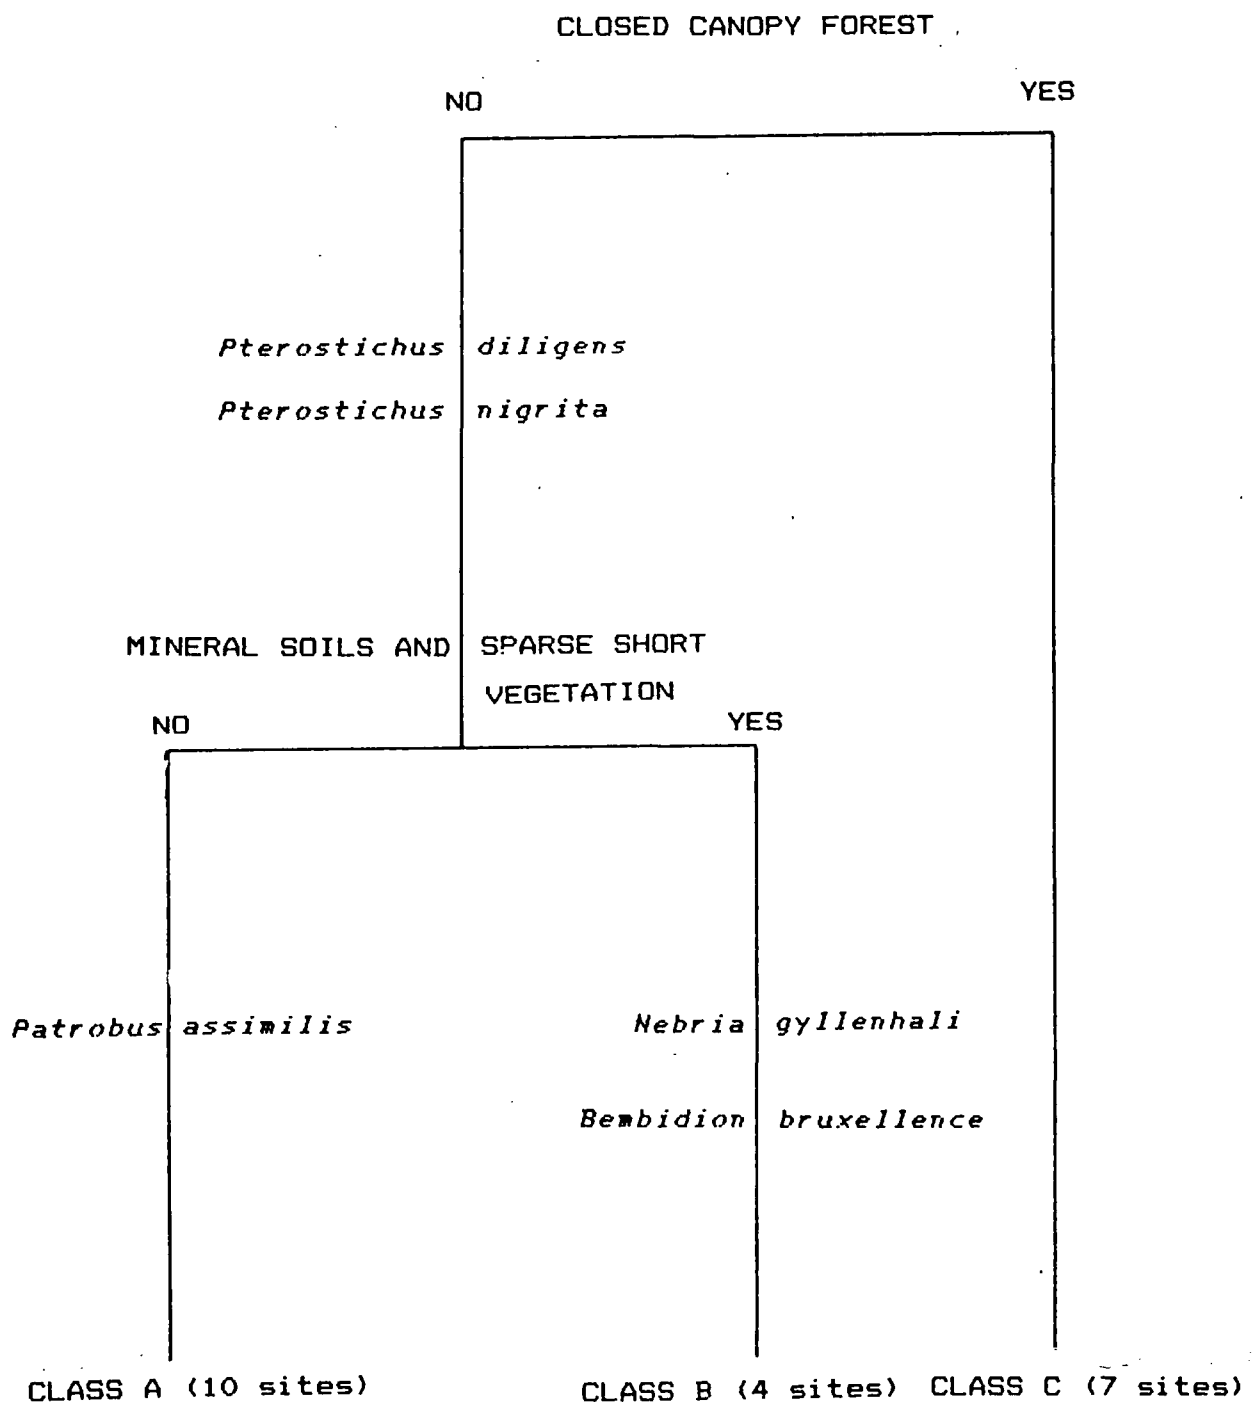 CLOSED CANOPY FOREST
NO
YES
Pterostichus diligens
Pterostichus nigrita
MINERAL SOILS AND SPARSE SHORT
VEGETATION
NO
YES
Patrobus assimilis
Nebria gyllenhali
Bembidion bruxellence
CLASS A (10 sites)
CLASS B (4 sites)
CLASS C (7 sites)